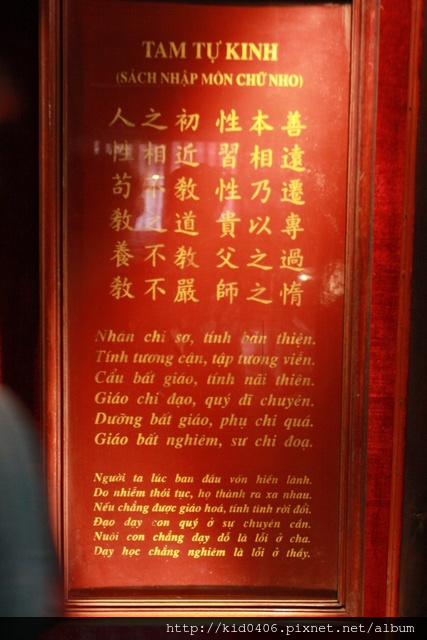 TAM TỰ KINH
(SÁCH NHẬP MÔN CHỮ NHO)
人之初 性本善
性相近 習相遠
苟不教 性乃遷
教之道 貴以專
養不教 父之過
教不嚴 師之惰
Nhân chi sơ, tính bản thiện.
Tính tương cận, tập tương viễn.
Cẩu bất giáo, tính nãi thiên.
Giáo chi đạo, quý dĩ chuyên.
Dưỡng bất giáo, phụ chi quá.
Giáo bất nghiêm, sư chi đoạ.
Người ta lúc ban đầu vốn hiền lành.
Do nhiễm thói tục, họ thành ra xa nhau.
Nếu chẳng được giáo hoá, tính tình rời đổi.
Đạo dạy con quý ở sự chuyên cần.
Nuôi con chẳng dạy dỗ là lỗi ở cha.
Dạy học chẳng nghiêm là lỗi ở thầy.
http://kid0406.pixnet.net/album